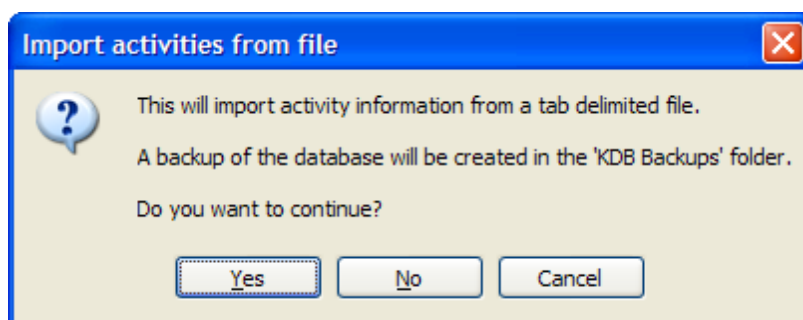 Import activities from file
This will import activity information from a tab delimited file.
A backup of the database will be created in the 'KDB Backups' folder.
Do you want to continue?
Yes No Cancel